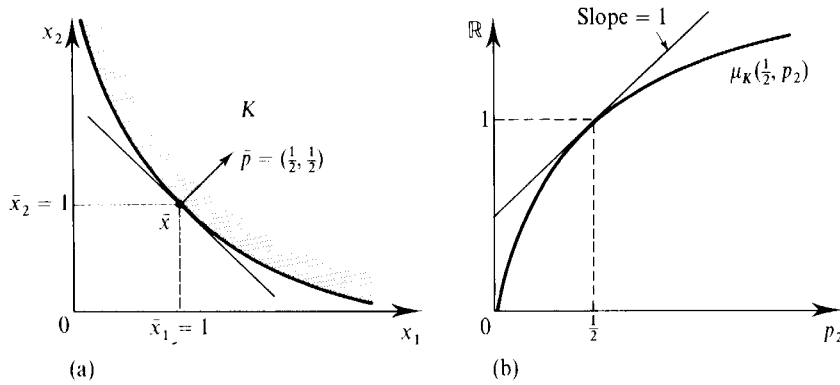 x₂
K
p̄ = (½, ½)
x̄₂ = 1
x̄
0
x̄₁ = 1
x₁
(a)
ℝ
Slope = 1
μ_K(½, p₂)
1
0
½
p₂
(b)